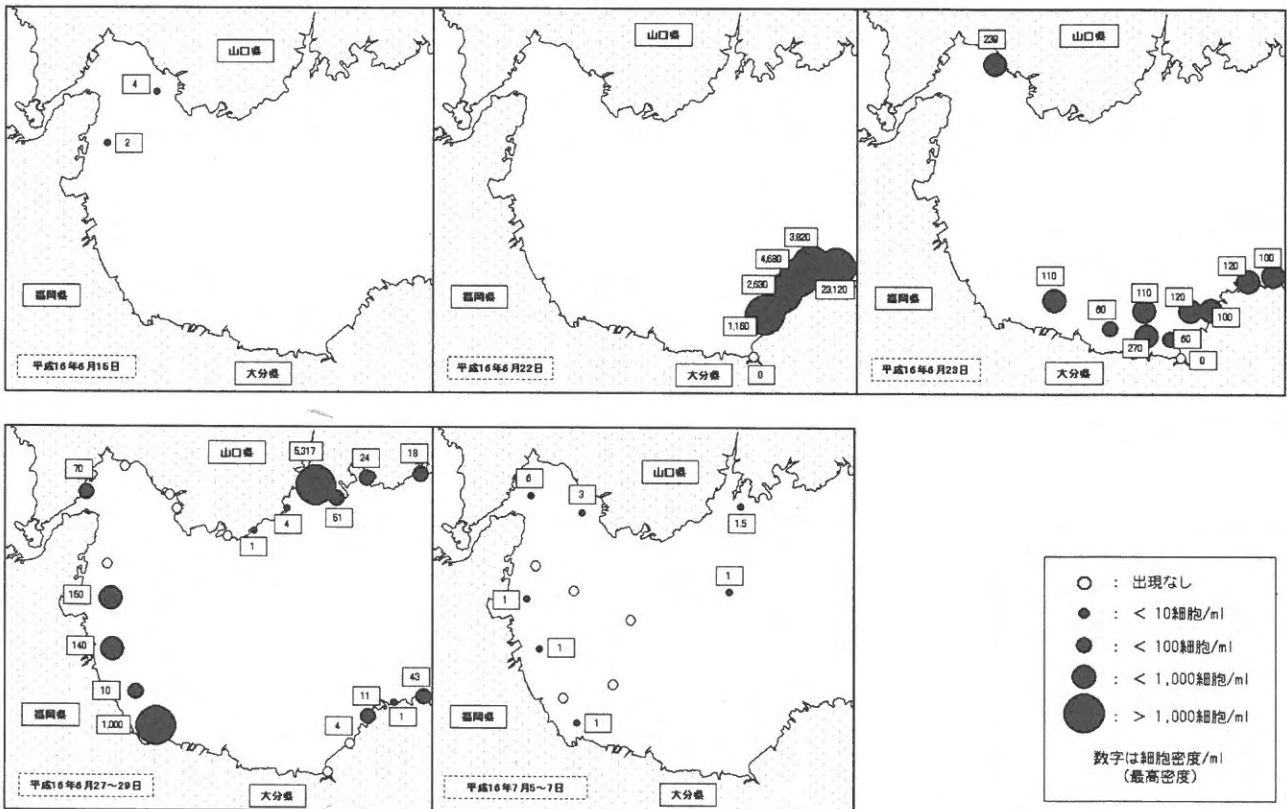 山口県
4
2
福岡県
平成16年6月15日
大分県
山口県
3,820
4,680
2,630
23,120
福岡県
1,160
平成16年6月22日
大分県
0
239
山口県
100
120
110
110
120
60
100
福岡県
270
60
平成16年6月23日
大分県
0
70
山口県
5,317
24
18
4
51
1
150
140
10
43
11
福岡県
1,000
4
1
平成16年6月27~29日
大分県
6
山口県
3
1.5
1
1
1
福岡県
1
平成16年7月5~7日
大分県
○ : 出現なし
● : < 10細胞/ml
● : < 100細胞/ml
● : < 1,000細胞/ml
● : > 1,000細胞/ml
数字は細胞密度/ml
(最高密度)